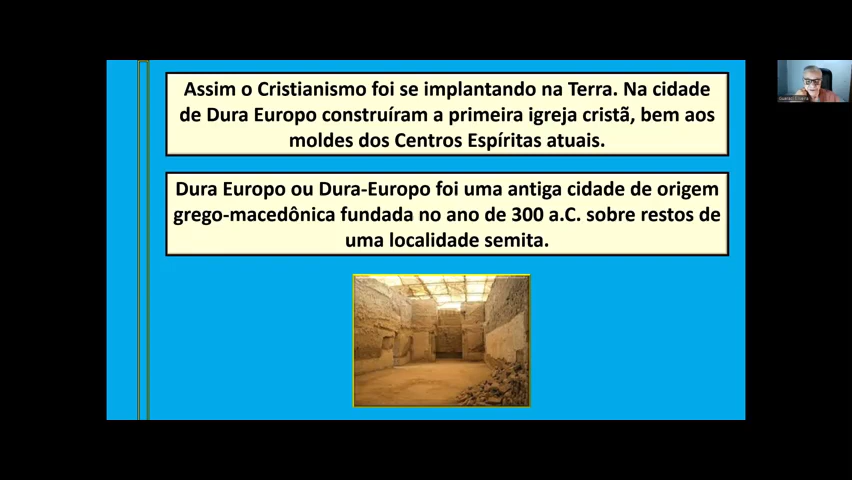 Assim o Cristianismo foi se implantando na Terra. Na cidade
de Dura Europo construíram a primeira igreja cristã, bem aos
moldes dos Centros Espíritas atuais.
Dura Europo ou Dura-Europo foi uma antiga cidade de origem
grego-macedônica fundada no ano de 300 a.C. sobre restos de
uma localidade semita.